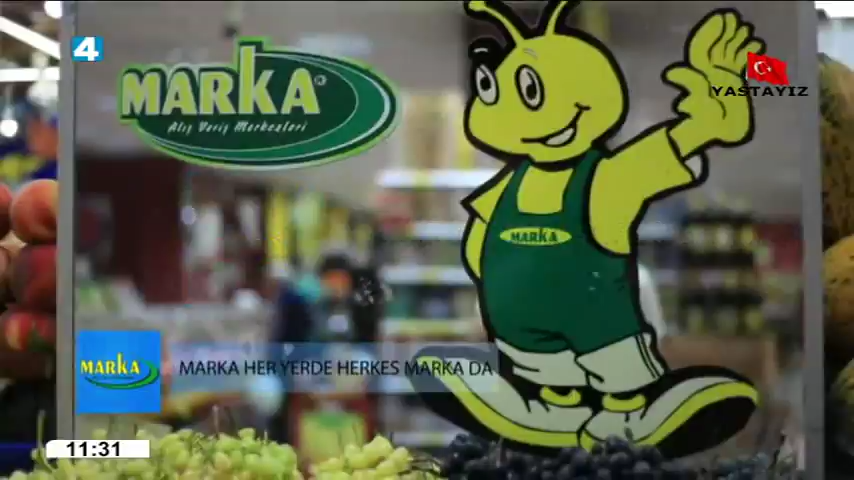 4
MARKA
Alış Veriş Merkezleri
YASTAYIZ
MARKA
MARKA
MARKA HER YERDE HERKES MARKA DA
11:31